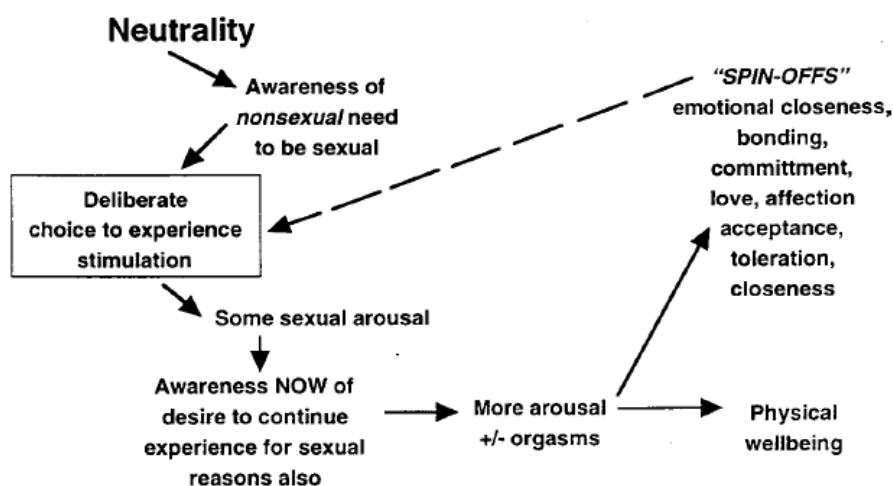 Neutrality
Awareness of
nonsexual need
to be sexual
Deliberate
choice to experience
stimulation
Some sexual arousal
Awareness NOW of
desire to continue
experience for sexual
reasons also
More arousal
+/- orgasms
"SPIN-OFFS"
emotional closeness,
bonding,
committment,
love, affection
acceptance,
toleration,
closeness
Physical
wellbeing